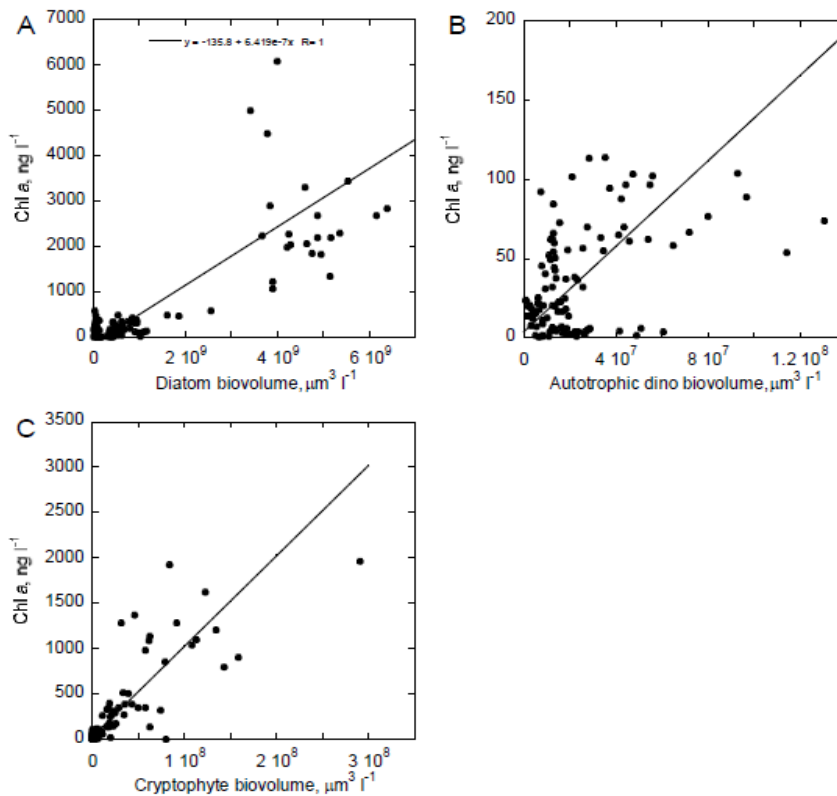 A
y = -135.8 + 6.419e-7x R= 1
7000
6000
5000
4000
3000
2000
1000
0
Chl a, ng l⁻¹
0 2 10⁹ 4 10⁹ 6 10⁹
Diatom biovolume, µm³ l⁻¹
B
200
150
100
50
0
Chl a, ng l⁻¹
0 4 10⁷ 8 10⁷ 1.2 10⁸
Autotrophic dino biovolume, µm³ l⁻¹
C
3500
3000
2500
2000
1500
1000
500
0
Chl a, ng l⁻¹
0 1 10⁸ 2 10⁸ 3 10⁸
Cryptophyte biovolume, µm³ l⁻¹